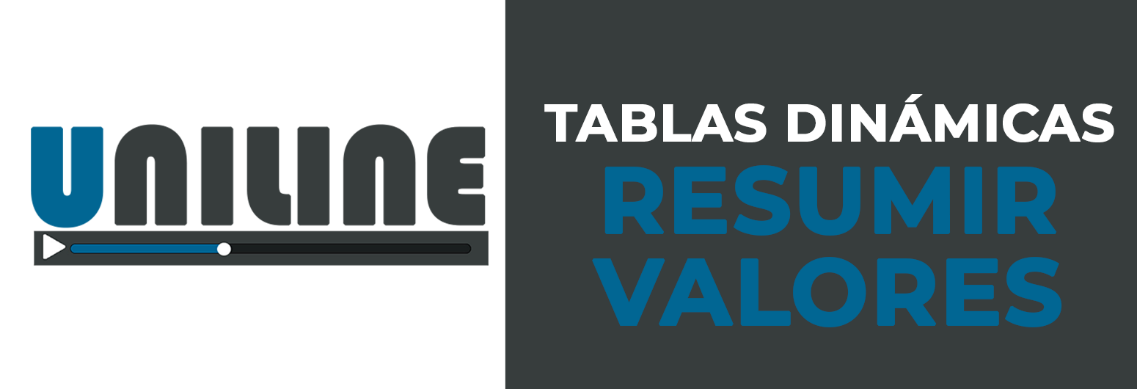 UNILINE
TABLAS DINÁMICAS
RESUMIR
VALORES